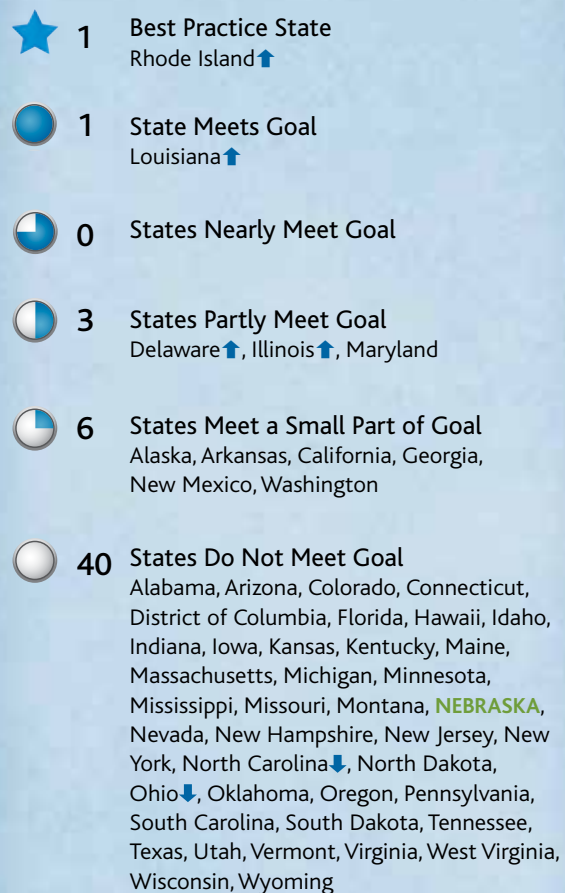 1 Best Practice State
Rhode Island⬆
1 State Meets Goal
Louisiana⬆
0 States Nearly Meet Goal
3 States Partly Meet Goal
Delaware⬆, Illinois⬆, Maryland
6 States Meet a Small Part of Goal
Alaska, Arkansas, California, Georgia,
New Mexico, Washington
40 States Do Not Meet Goal
Alabama, Arizona, Colorado, Connecticut,
District of Columbia, Florida, Hawaii, Idaho,
Indiana, Iowa, Kansas, Kentucky, Maine,
Massachusetts, Michigan, Minnesota,
Mississippi, Missouri, Montana, NEBRASKA,
Nevada, New Hampshire, New Jersey, New
York, North Carolina⬇, North Dakota,
Ohio⬇, Oklahoma, Oregon, Pennsylvania,
South Carolina, South Dakota, Tennessee,
Texas, Utah, Vermont, Virginia, West Virginia,
Wisconsin, Wyoming